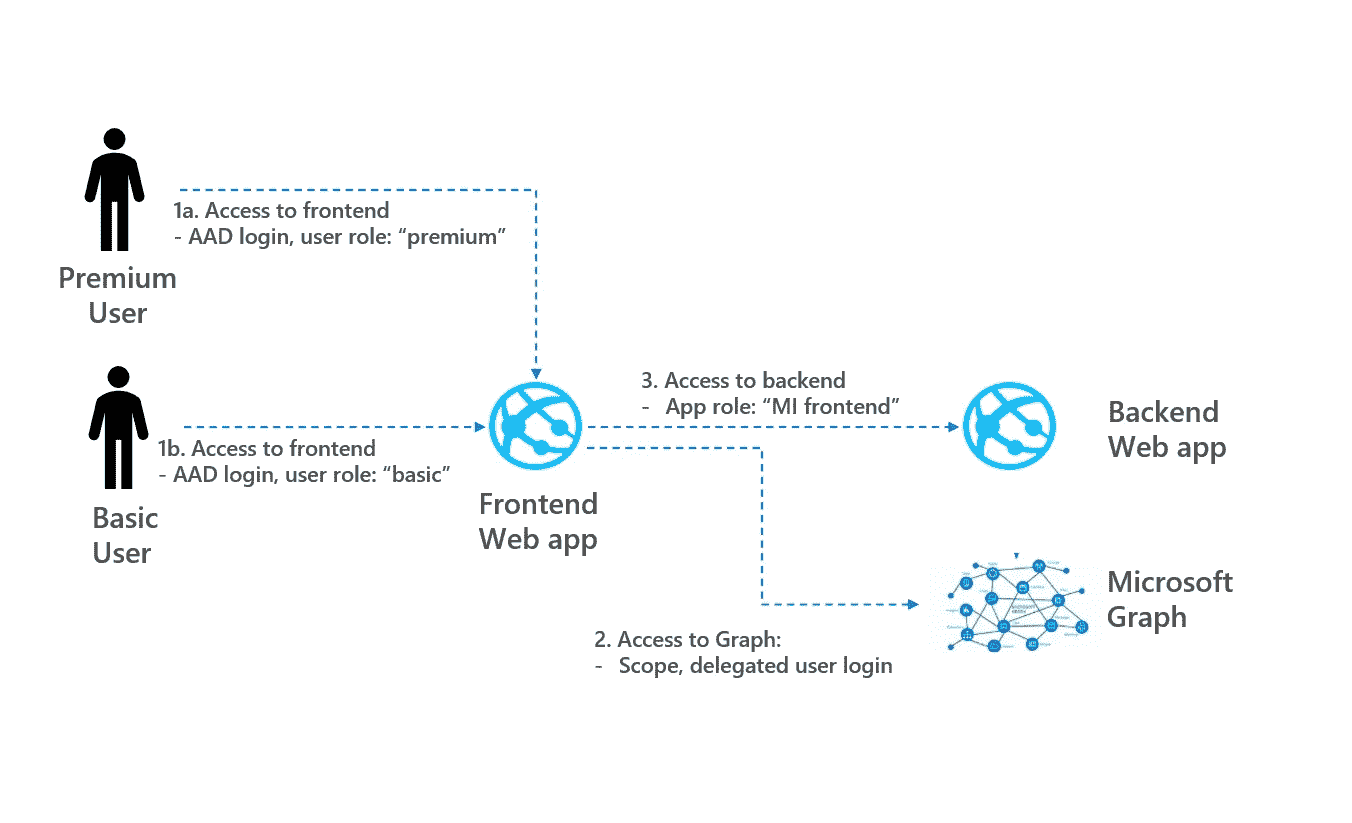 1a. Access to frontend
- AAD login, user role: “premium”
Premium
User
1b. Access to frontend
- AAD login, user role: “basic”
Basic
User
Frontend
Web app
3. Access to backend
- App role: “MI frontend”
Backend
Web app
2. Access to Graph:
- Scope, delegated user login
Microsoft
Graph